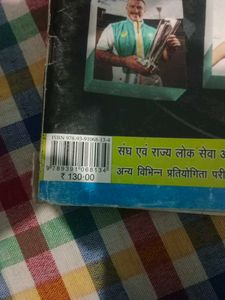 ISBN 978-93-91068-13-4
9789391068134
₹ 130·00
संघ एवं राज्य लोक सेवा
अन्य विभिन्न प्रतियोगिता